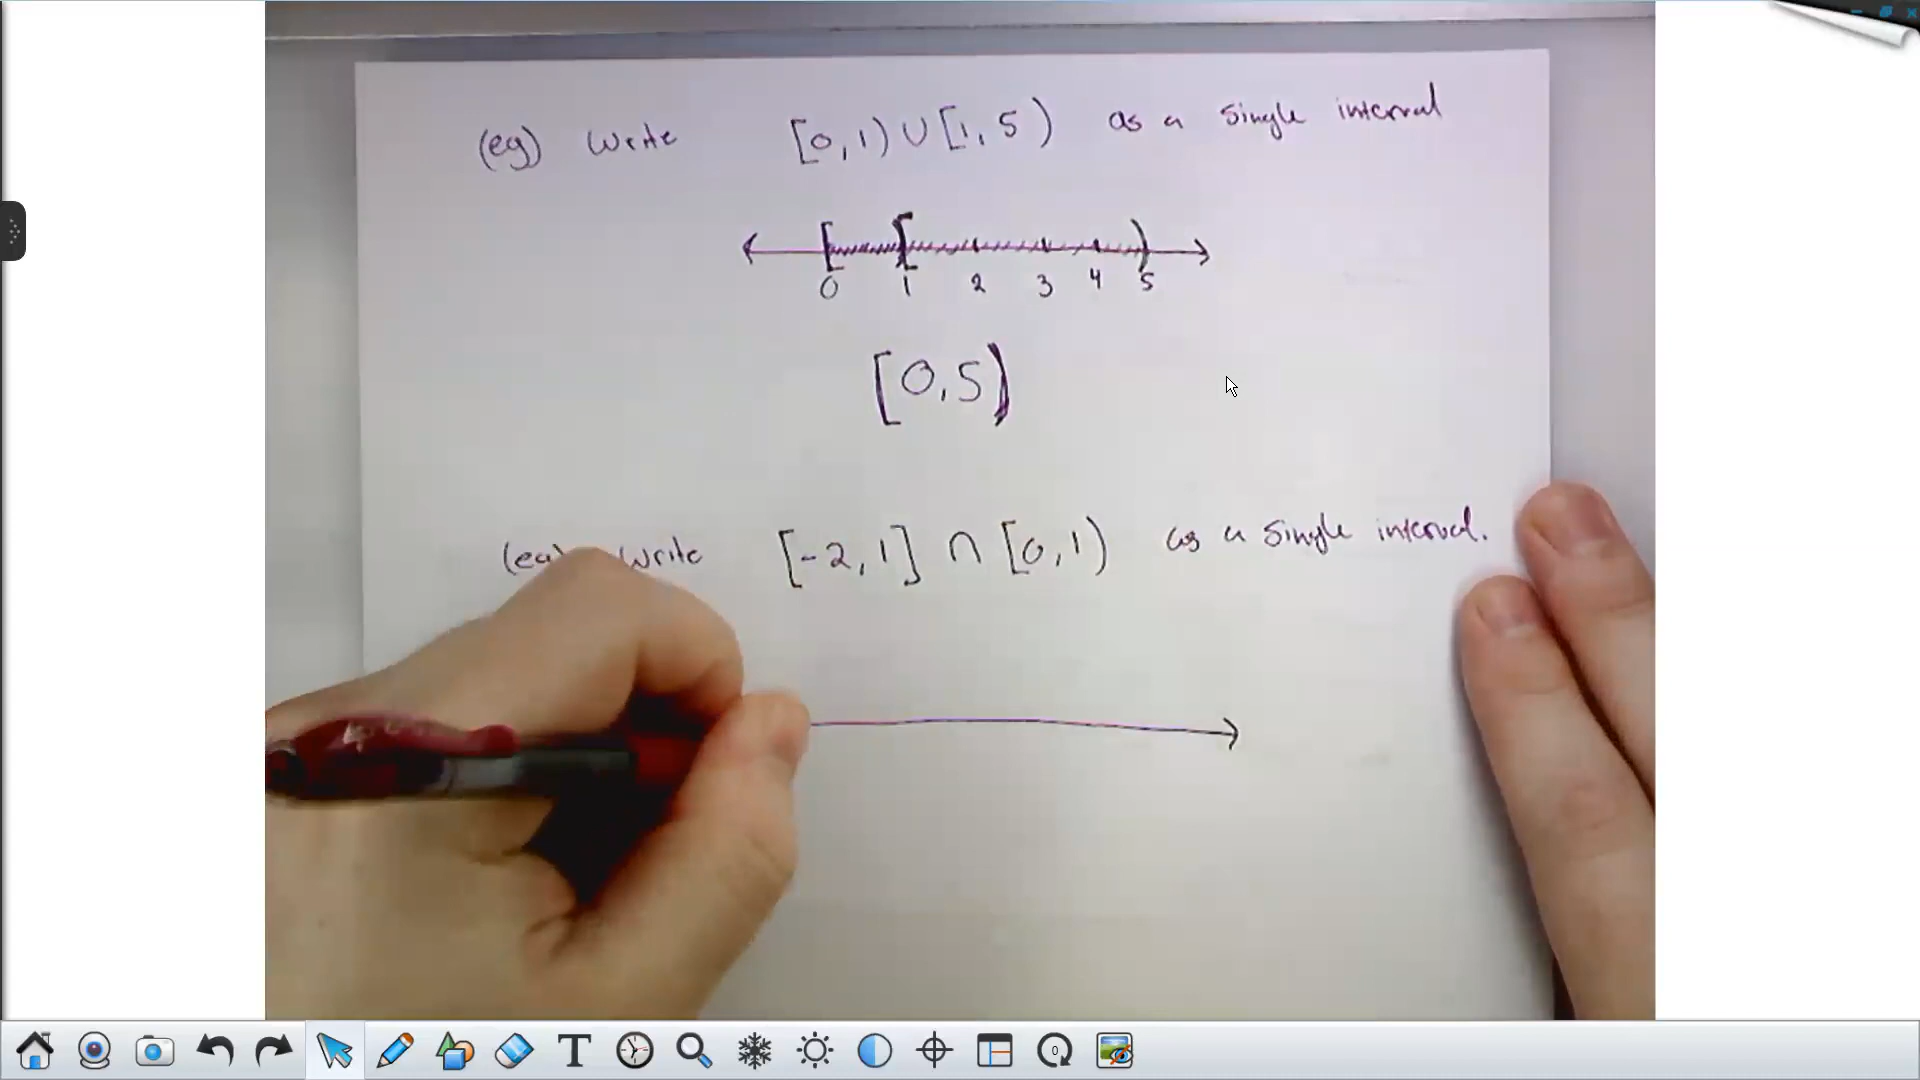 (eg) Write [0,1) ∪ [1,5) as a single interval
0 1 2 3 4 5
[0,5)
(eg) Write [-2,1] ∩ [0,1) as a single interval.
T
0